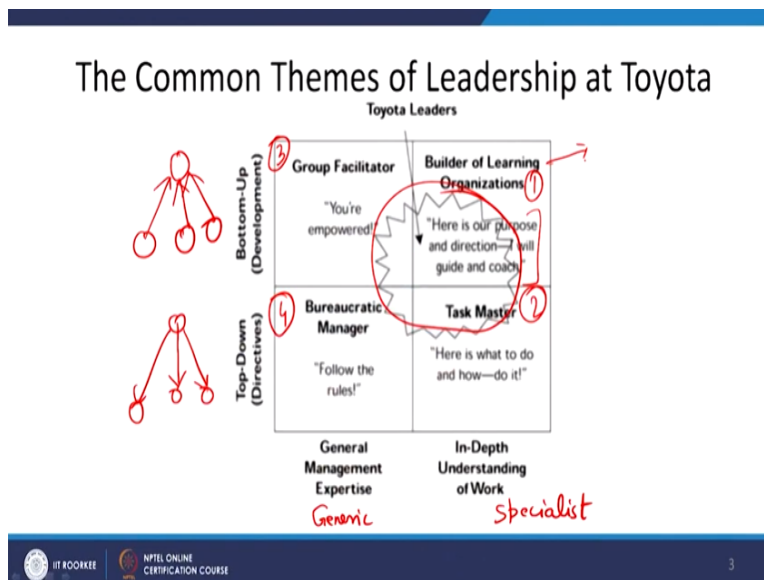 The Common Themes of Leadership at Toyota
Toyota Leaders
Bottom-Up
(Development)
3
Group Facilitator
"You're
empowered!"
Builder of Learning
Organizations
1
"Here is our purpose
and direction—I will
guide and coach."
Top-Down
(Directives)
4
Bureaucratic
Manager
"Follow the
rules!"
Task Master
2
"Here is what to do
and how—do it!"
General
Management
Expertise
Generic
In-Depth
Understanding
of Work
Specialist
IIT ROORKEE
NPTEL ONLINE
CERTIFICATION COURSE
3